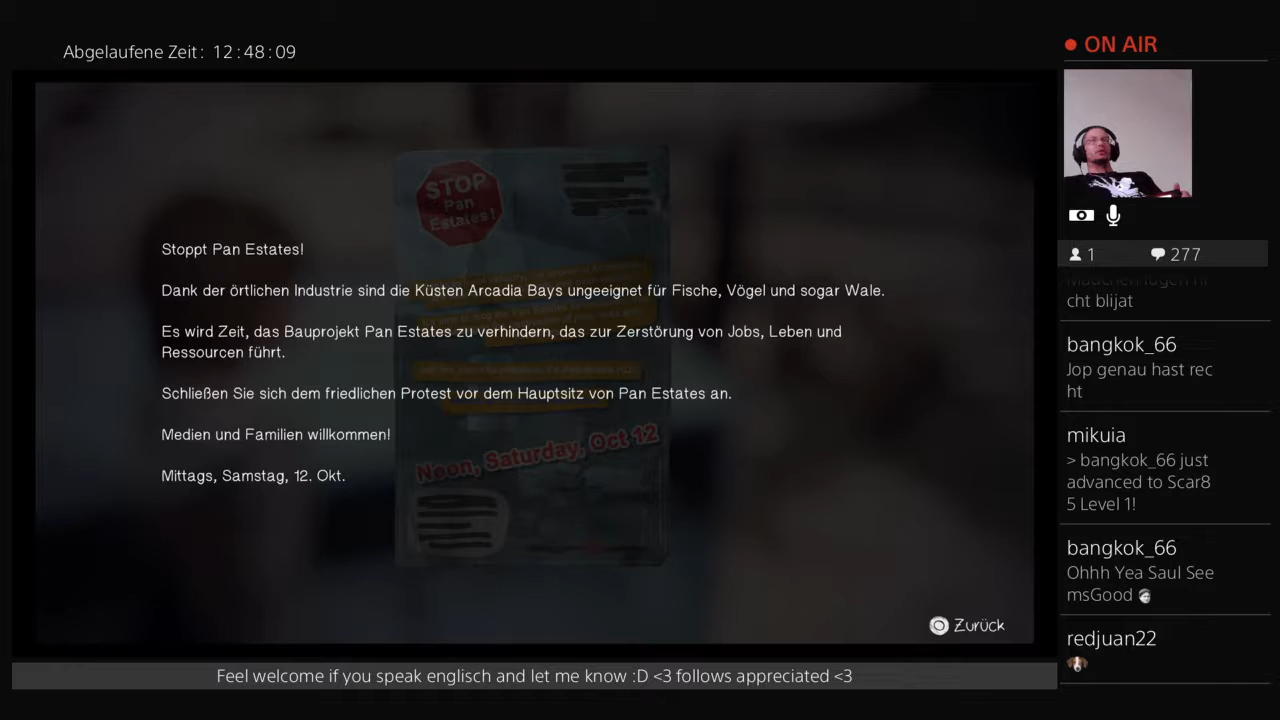 Abgelaufene Zeit: 12:48:09
ON AIR
STOP
Pan
Estates!
Stoppt Pan Estates!
Dank der örtlichen Industrie sind die Küsten Arcadia Bays ungeeignet für Fische, Vögel und sogar Wale.
Es wird Zeit, das Bauprojekt Pan Estates zu verhindern, das zur Zerstörung von Jobs, Leben und
Ressourcen führt.
Schließen Sie sich dem friedlichen Protest vor dem Hauptsitz von Pan Estates an.
Medien und Familien willkommen!
Noon, Saturday, Oct 12
Mittags, Samstag, 12. Okt.
Zurück
Feel welcome if you speak englisch and let me know :D <3 follows appreciated <3
1 277
cht blijat
bangkok_66
Jop genau hast rec
ht
mikuia
> bangkok_66 just
advanced to Scar8
5 Level 1!
bangkok_66
Ohhh Yea Saul See
msGood
redjuan22